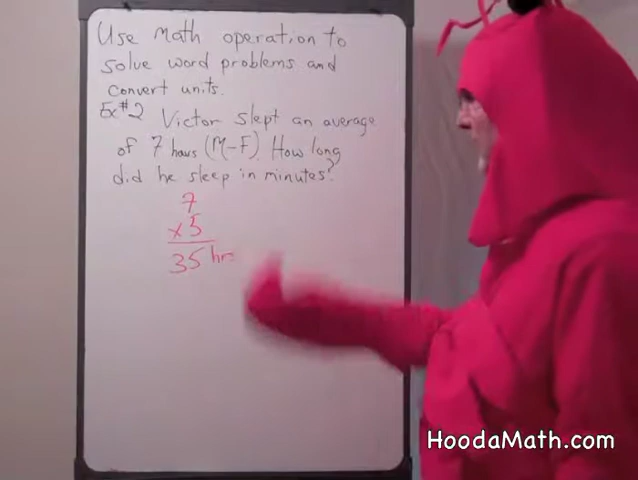 Use Math operation to
solve word problems and
convert units.
Ex#2 Victor slept an average
of 7 hours (M-F). How long
did he sleep in minutes?
7
x5
35 hrs
HoodaMath.com